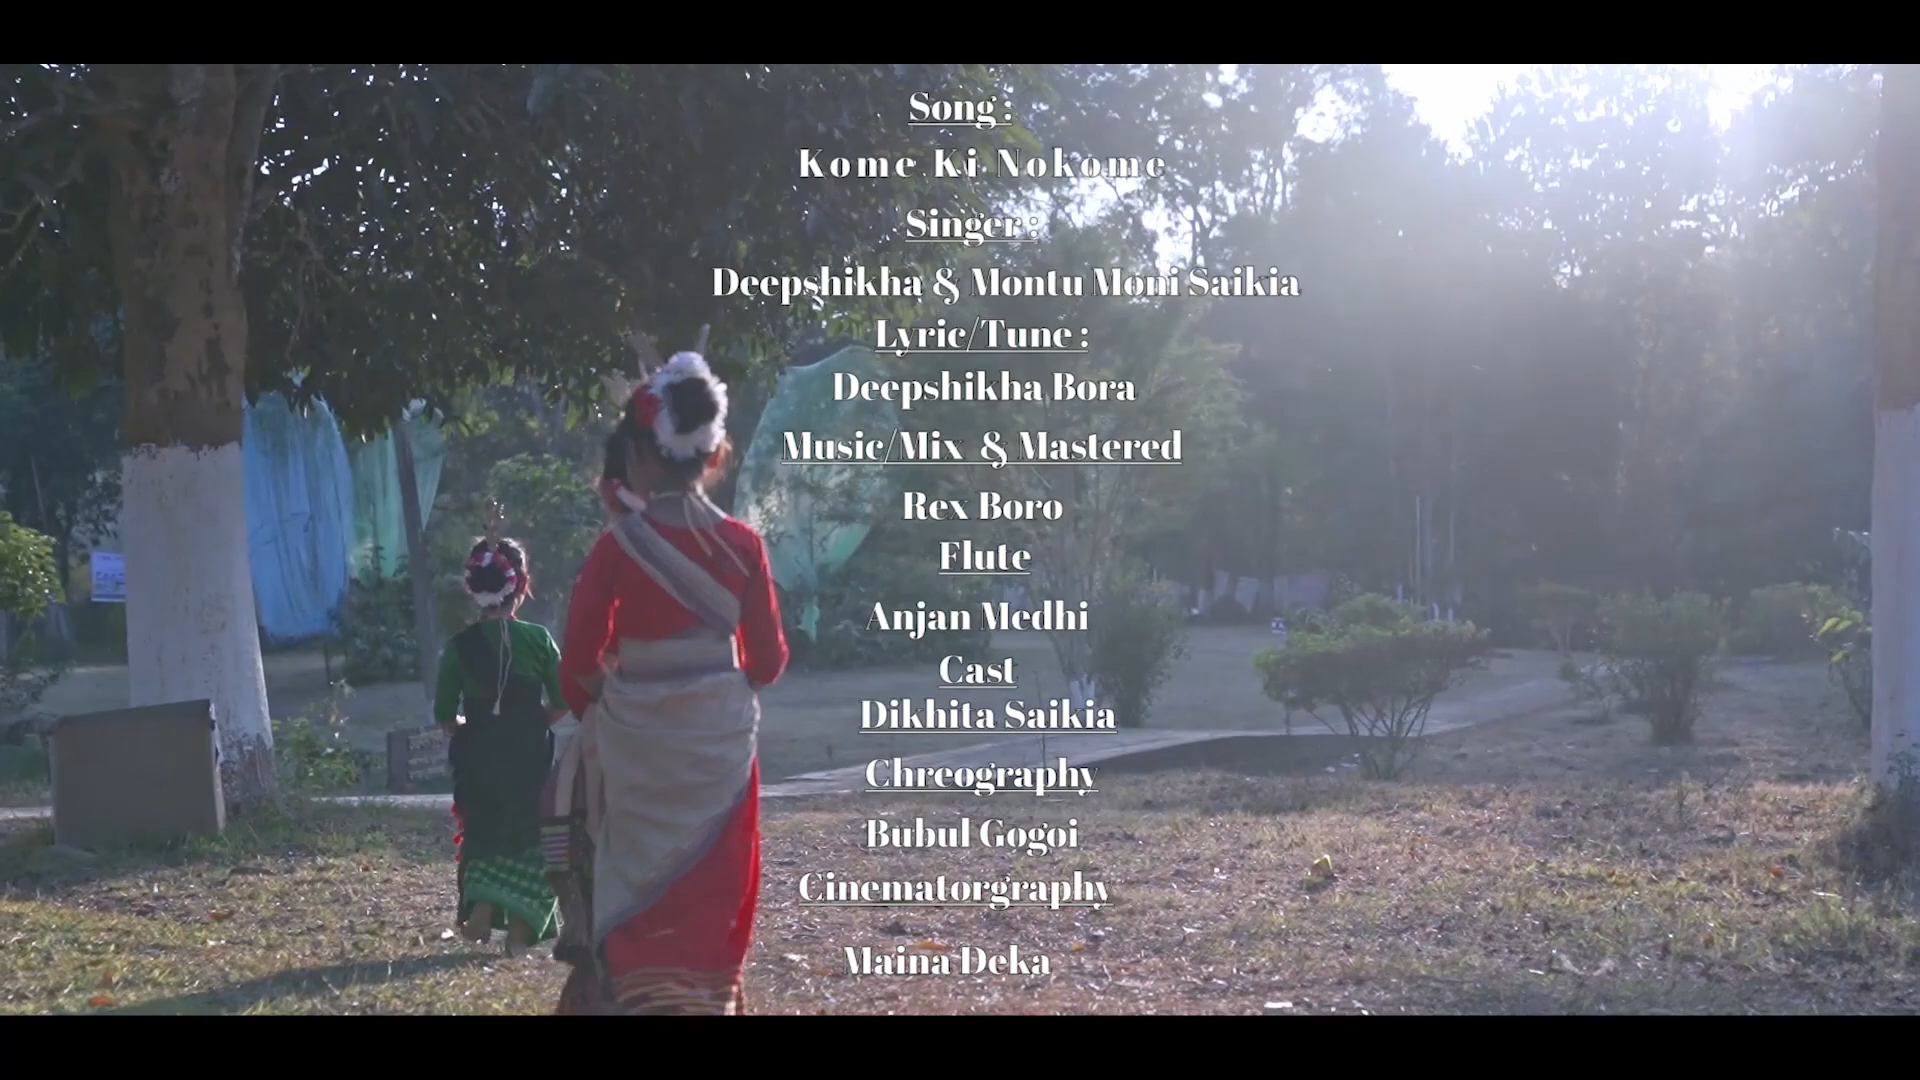 Song :
Kome Ki Nokome
Singer :
Deepshikha & Montu Moni Saikia
Lyric/Tune :
Deepshikha Bora
Music/Mix & Mastered
Rex Boro
Flute
Anjan Medhi
Cast
Dikhita Saikia
Chreography
Bubul Gogoi
Cinematorgraphy
Maina Deka